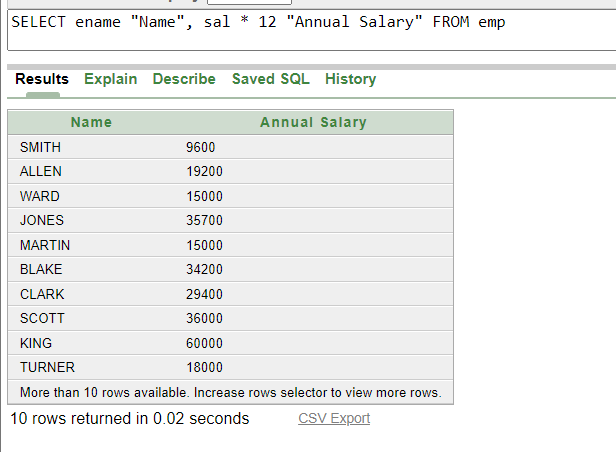 SELECT ename "Name", sal * 12 "Annual Salary" FROM emp
Results Explain Describe Saved SQL History
Name Annual Salary
SMITH 9600
ALLEN 19200
WARD 15000
JONES 35700
MARTIN 15000
BLAKE 34200
CLARK 29400
SCOTT 36000
KING 60000
TURNER 18000
More than 10 rows available. Increase rows selector to view more rows.
10 rows returned in 0.02 seconds CSV Export